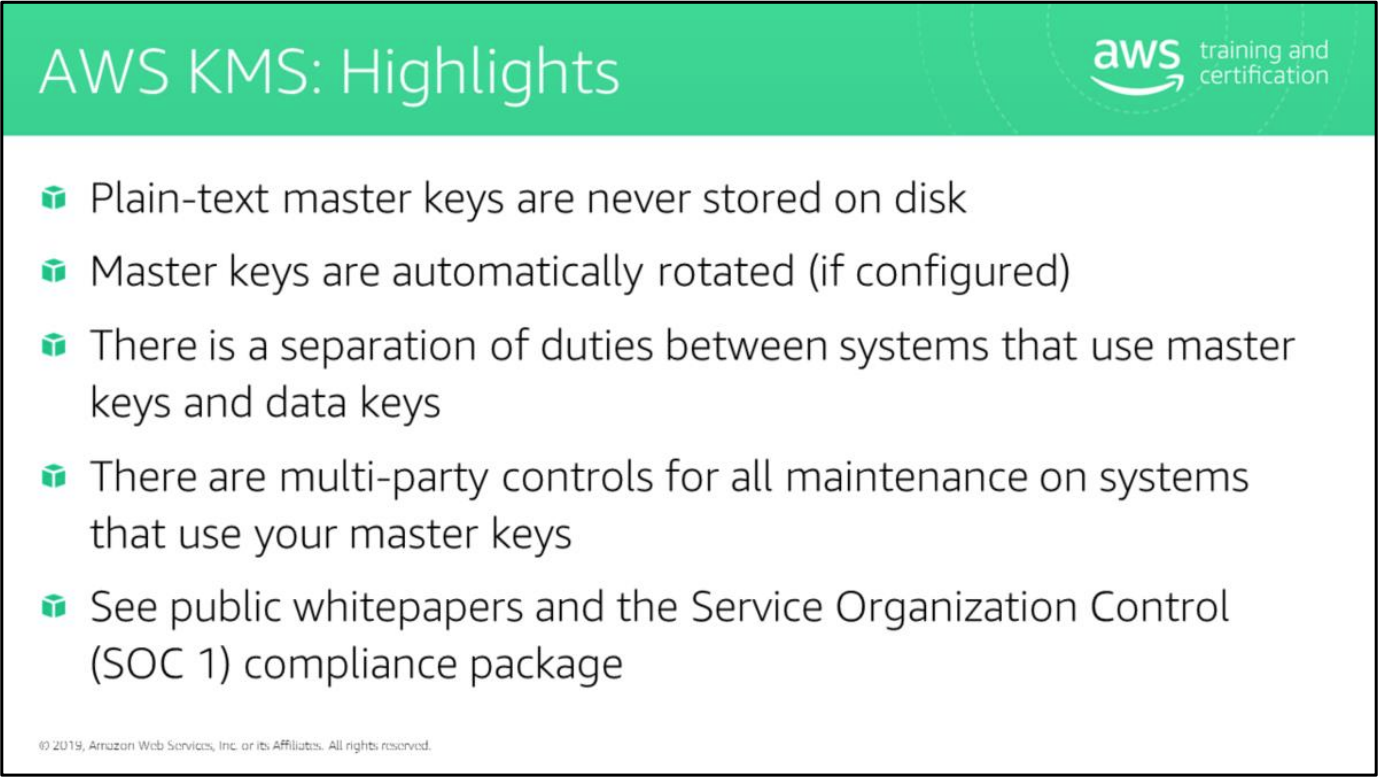 AWS KMS: Highlights
aws training and
certification
Plain-text master keys are never stored on disk
Master keys are automatically rotated (if configured)
There is a separation of duties between systems that use master
keys and data keys
There are multi-party controls for all maintenance on systems
that use your master keys
See public whitepapers and the Service Organization Control
(SOC 1) compliance package
© 2019, Amazon Web Services, Inc. or its Affiliates. All rights reserved.